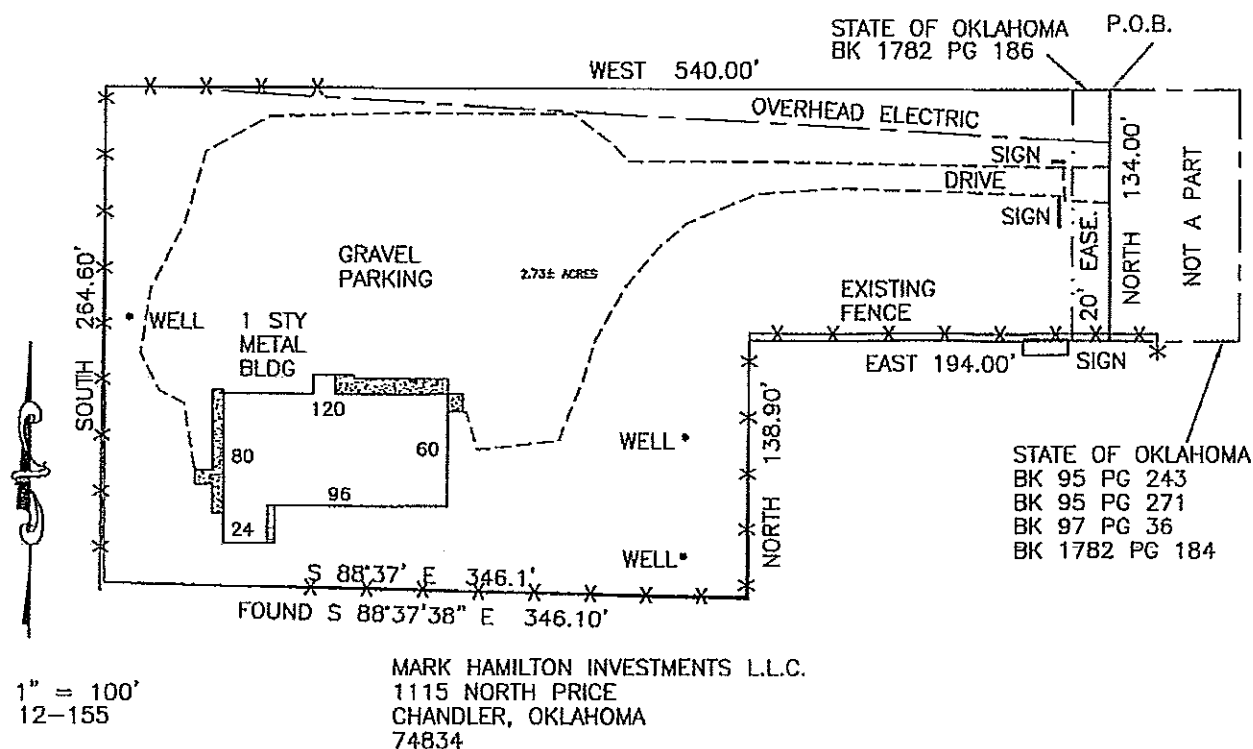 STATE OF OKLAHOMA
BK 1782 PG 186
P.O.B.
WEST 540.00'
OVERHEAD ELECTRIC
SIGN
DRIVE
SIGN
20' EASE.
NORTH 134.00'
NOT A PART
GRAVEL
PARKING
2.73± ACRES
SOUTH 264.60'
WELL
1 STY
METAL
BLDG
EXISTING
FENCE
EAST 194.00'
SIGN
120
80
60
96
24
WELL
NORTH 138.90'
WELL
STATE OF OKLAHOMA
BK 95 PG 243
BK 95 PG 271
BK 97 PG 36
BK 1782 PG 184
S 88°37' E 346.1'
FOUND S 88°37'38" E 346.10'
1" = 100'
12-155
MARK HAMILTON INVESTMENTS L.L.C.
1115 NORTH PRICE
CHANDLER, OKLAHOMA
74834